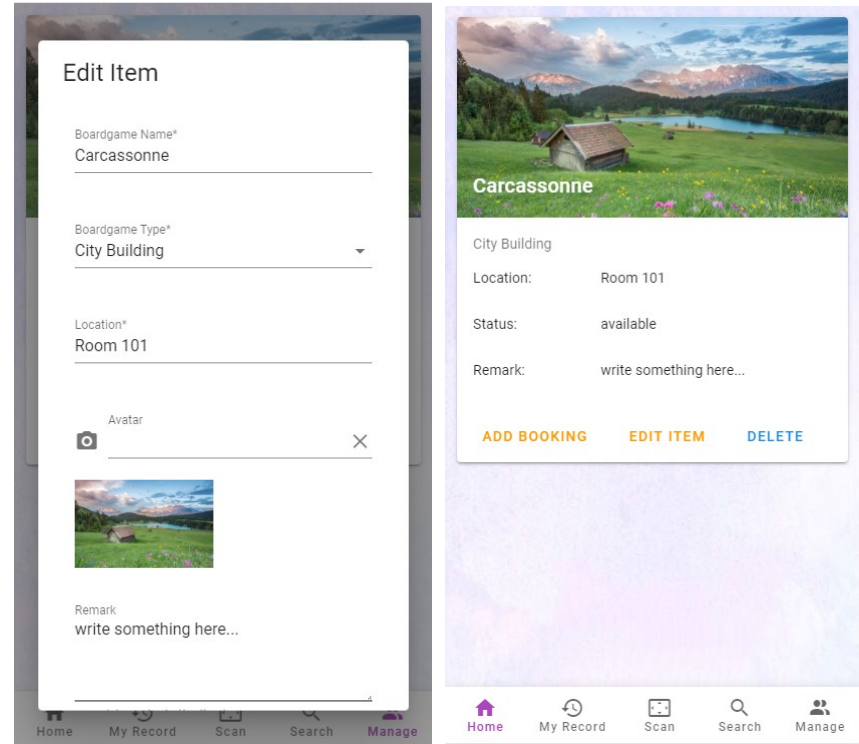 Edit Item
Boardgame Name*
Carcassonne
Boardgame Type*
City Building
Location*
Room 101
Avatar
Remark
write something here...
Home My Record Scan Search Manage
Carcassonne
City Building
Location: Room 101
Status: available
Remark: write something here...
ADD BOOKING EDIT ITEM DELETE
Home My Record Scan Search Manage